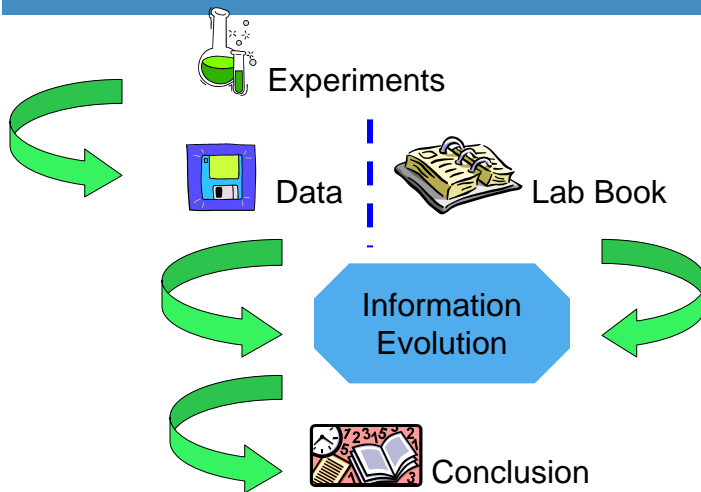 Experiments
Data
Lab Book
Information
Evolution
Conclusion